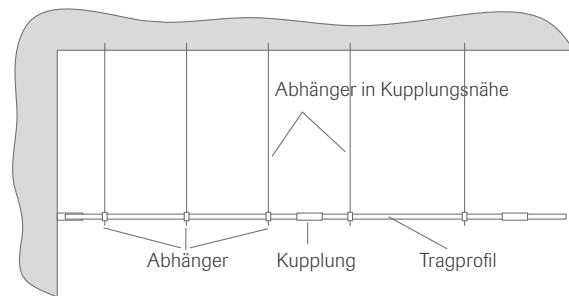 Abhänger in Kupplungsnähe
Abhänger
Kupplung
Tragprofil